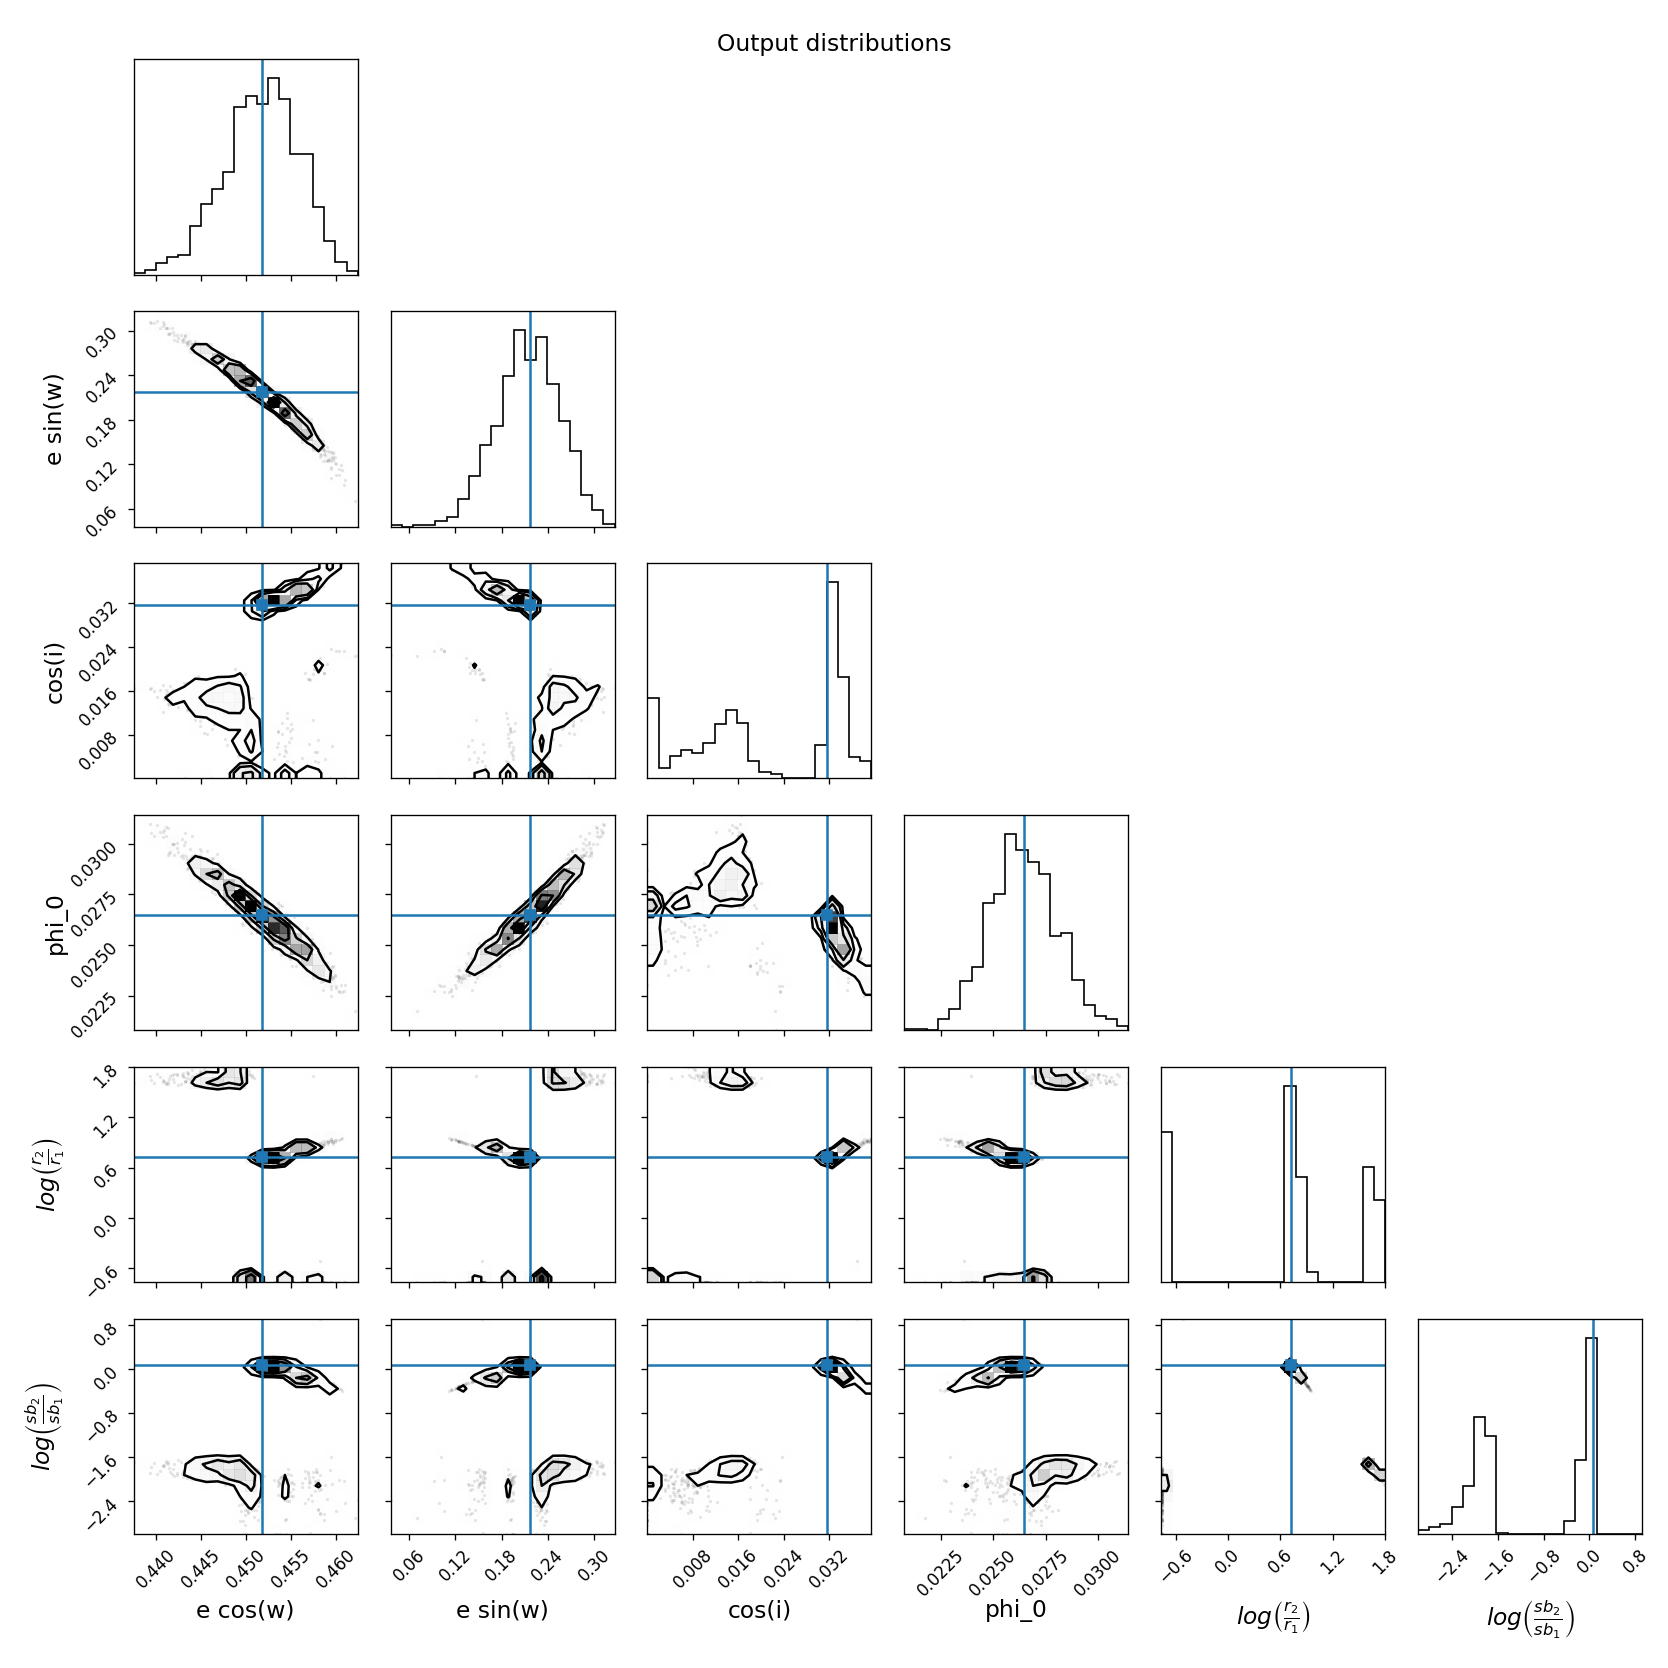 Output distributions
0.30
0.24
0.18
0.12
0.06
e sin(w)
0.032
0.024
0.016
0.008
cos(i)
0.0300
0.0275
0.0250
0.0225
phi_0
1.8
1.2
0.6
0.0
−0.6
log(r₂/r₁)
0.8
0.0
−0.8
−1.6
−2.4
log(sb₂/sb₁)
0.440 0.445 0.450 0.455 0.460
e cos(w)
0.06 0.12 0.18 0.24 0.30
e sin(w)
0.008 0.016 0.024 0.032
cos(i)
0.0225 0.0250 0.0275 0.0300
phi_0
−0.6 0.0 0.6 1.2 1.8
log(r₂/r₁)
−2.4 −1.6 −0.8 0.0 0.8
log(sb₂/sb₁)